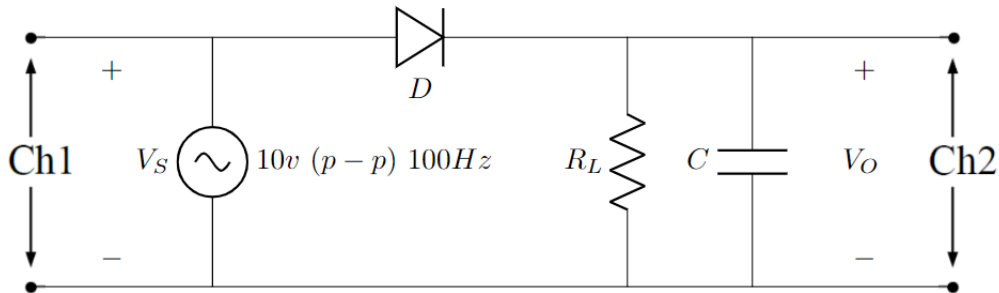 +
D
+
Ch1
V_S
10v (p − p) 100Hz
R_L
C
V_O
Ch2
−
−